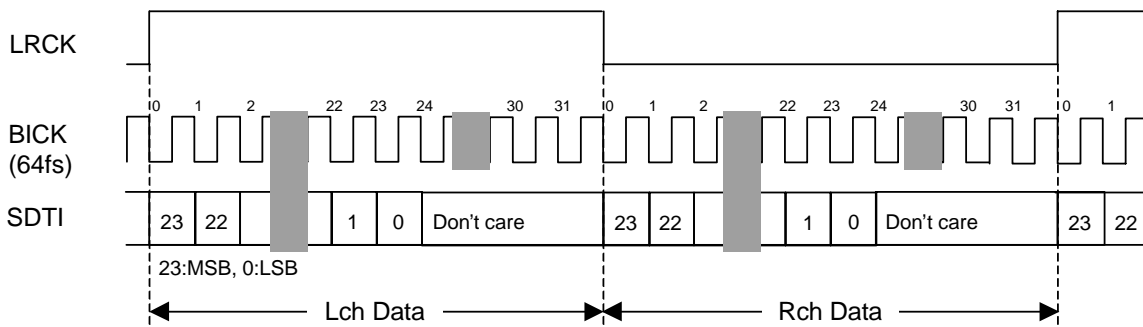 LRCK
0 1 2 22 23 24 30 31 0 1 2 22 23 24 30 31 0 1
BICK
(64fs)
SDTI 23 22 1 0 Don't care 23 22 1 0 Don't care 23 22
23:MSB, 0:LSB
Lch Data Rch Data